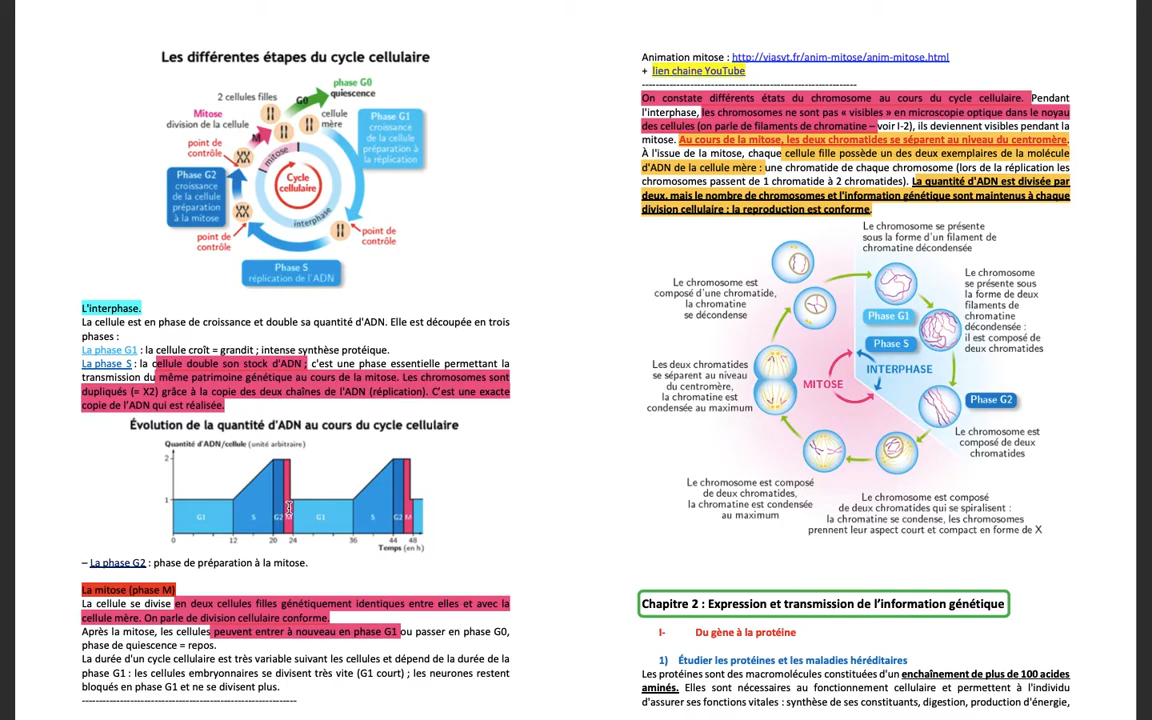 Les différentes étapes du cycle cellulaire
phase G0
quiescence
2 cellules filles
G0
Mitose
division de la cellule
cellule
mère
Phase G1
croissance
de la cellule
préparation à
la réplication
M
point de
contrôle
mitose
Phase G2
croissance
de la cellule
préparation
à la mitose
Cycle
cellulaire
interphase
point de
contrôle
point de
contrôle
Phase S
réplication de l'ADN
L'interphase.
La cellule est en phase de croissance et double sa quantité d'ADN. Elle est découpée en trois
phases :
La phase G1 : la cellule croît = grandit ; intense synthèse protéique.
La phase S : la cellule double son stock d'ADN ; c'est une phase essentielle permettant la
transmission du même patrimoine génétique au cours de la mitose. Les chromosomes sont
dupliqués (= X2) grâce à la copie des deux chaînes de l'ADN (réplication). C'est une exacte
copie de l'ADN qui est réalisée.
Évolution de la quantité d'ADN au cours du cycle cellulaire
Quantité d'ADN/cellule (unité arbitraire)
2
1
G1 S G2 M G1 S G2 M
0 12 20 24 36 44 48
Temps (en h)
– La phase G2 : phase de préparation à la mitose.
La mitose (phase M)
La cellule se divise en deux cellules filles génétiquement identiques entre elles et avec la
cellule mère. On parle de division cellulaire conforme.
Après la mitose, les cellules peuvent entrer à nouveau en phase G1 ou passer en phase G0,
phase de quiescence = repos.
La durée d'un cycle cellulaire est très variable suivant les cellules et dépend de la durée de la
phase G1 : les cellules embryonnaires se divisent très vite (G1 court) ; les neurones restent
bloqués en phase G1 et ne se divisent plus.
Animation mitose : http://viasvt.fr/anim-mitose/anim-mitose.html
+ lien chaine YouTube
On constate différents états du chromosome au cours du cycle cellulaire. Pendant
l'interphase, les chromosomes ne sont pas « visibles » en microscopie optique dans le noyau
des cellules (on parle de filaments de chromatine – voir I-2), ils deviennent visibles pendant la
mitose. Au cours de la mitose, les deux chromatides se séparent au niveau du centromère.
À l'issue de la mitose, chaque cellule fille possède un des deux exemplaires de la molécule
d'ADN de la cellule mère : une chromatide de chaque chromosome (lors de la réplication les
chromosomes passent de 1 chromatide à 2 chromatides). La quantité d'ADN est divisée par
deux, mais le nombre de chromosomes et l'information génétique sont maintenus à chaque
division cellulaire : la reproduction est conforme.
Le chromosome se présente
sous la forme d'un filament de
chromatine décondensée
Le chromosome est
composé d'une chromatide,
la chromatine
se décondense
Le chromosome
se présente sous
la forme de deux
filaments de
chromatine
décondensée :
il est composé de
deux chromatides
Phase G1
Phase S
Les deux chromatides
se séparent au niveau
du centromère,
la chromatine est
condensée au maximum
MITOSE
INTERPHASE
Phase G2
Le chromosome est
composé de deux
chromatides
Le chromosome est composé
de deux chromatides,
la chromatine est condensée
au maximum
Le chromosome est composé
de deux chromatides qui se spiralisent :
la chromatine se condense, les chromosomes
prennent leur aspect court et compact en forme de X
Chapitre 2 : Expression et transmission de l'information génétique
I- Du gène à la protéine
1) Étudier les protéines et les maladies héréditaires
Les protéines sont des macromolécules constituées d'un enchaînement de plus de 100 acides
aminés. Elles sont nécessaires au fonctionnement cellulaire et permettent à l'individu
d'assurer ses fonctions vitales : synthèse de ses constituants, digestion, production d'énergie,